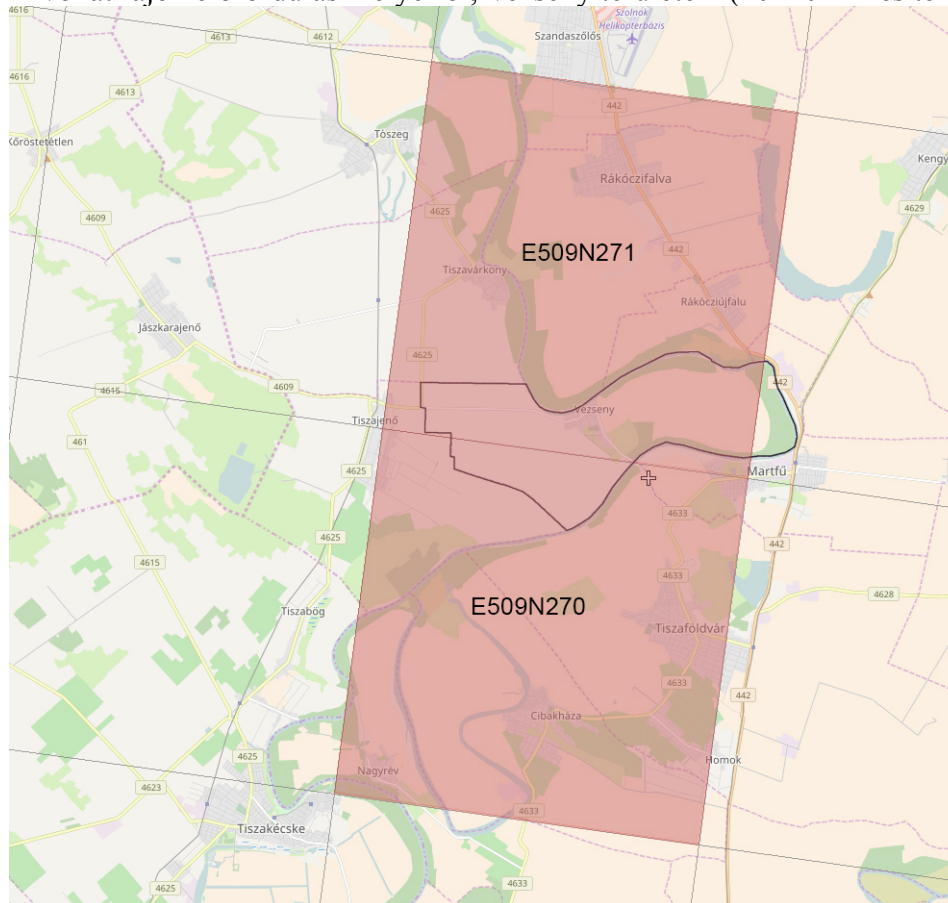 Szolnok
Helikopterbázis
Szandaszőlős
4613
4612
4616
4616
4613
442
Tószeg
Kőröstetétlen
Rákóczifalva
Kengy
4625
4609
4629
E509N271
442
Tiszavárkony
Rákócziújfalu
Jászkarajenő
4625
442
4615
4609
Vezseny
Tiszajenő
461
4625
Martfű
4633
4625
442
4615
4633
4628
E509N270
Tiszabög
Tiszaföldvár
4633
442
Cibakháza
4625
Homok
Nagyrév
4623
4633
Tiszakécske
4633
4625